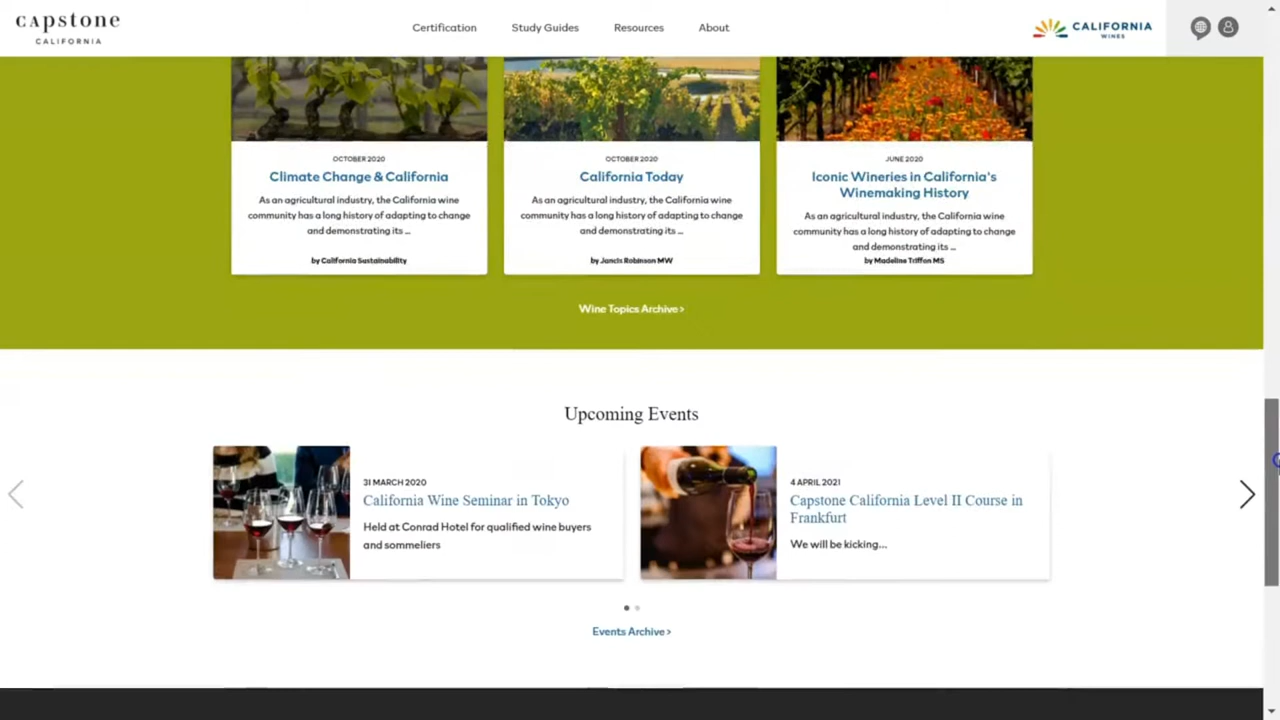 capstone
CALIFORNIA
Certification
Study Guides
Resources
About
CALIFORNIA
WINES
OCTOBER 2020
Climate Change & California
As an agricultural industry, the California wine
community has a long history of adapting to change
and demonstrating its ...
by California Sustainability
OCTOBER 2020
California Today
As an agricultural industry, the California wine
community has a long history of adapting to change
and demonstrating its ...
by Jancis Robinson MW
JUNE 2020
Iconic Wineries in California's
Winemaking History
As an agricultural industry, the California wine
community has a long history of adapting to change
and demonstrating its ...
by Madeline Triffon MS
Wine Topics Archive >
Upcoming Events
31 MARCH 2020
California Wine Seminar in Tokyo
Held at Conrad Hotel for qualified wine buyers
and sommeliers
4 APRIL 2021
Capstone California Level II Course in
Frankfurt
We will be kicking...
Events Archive >